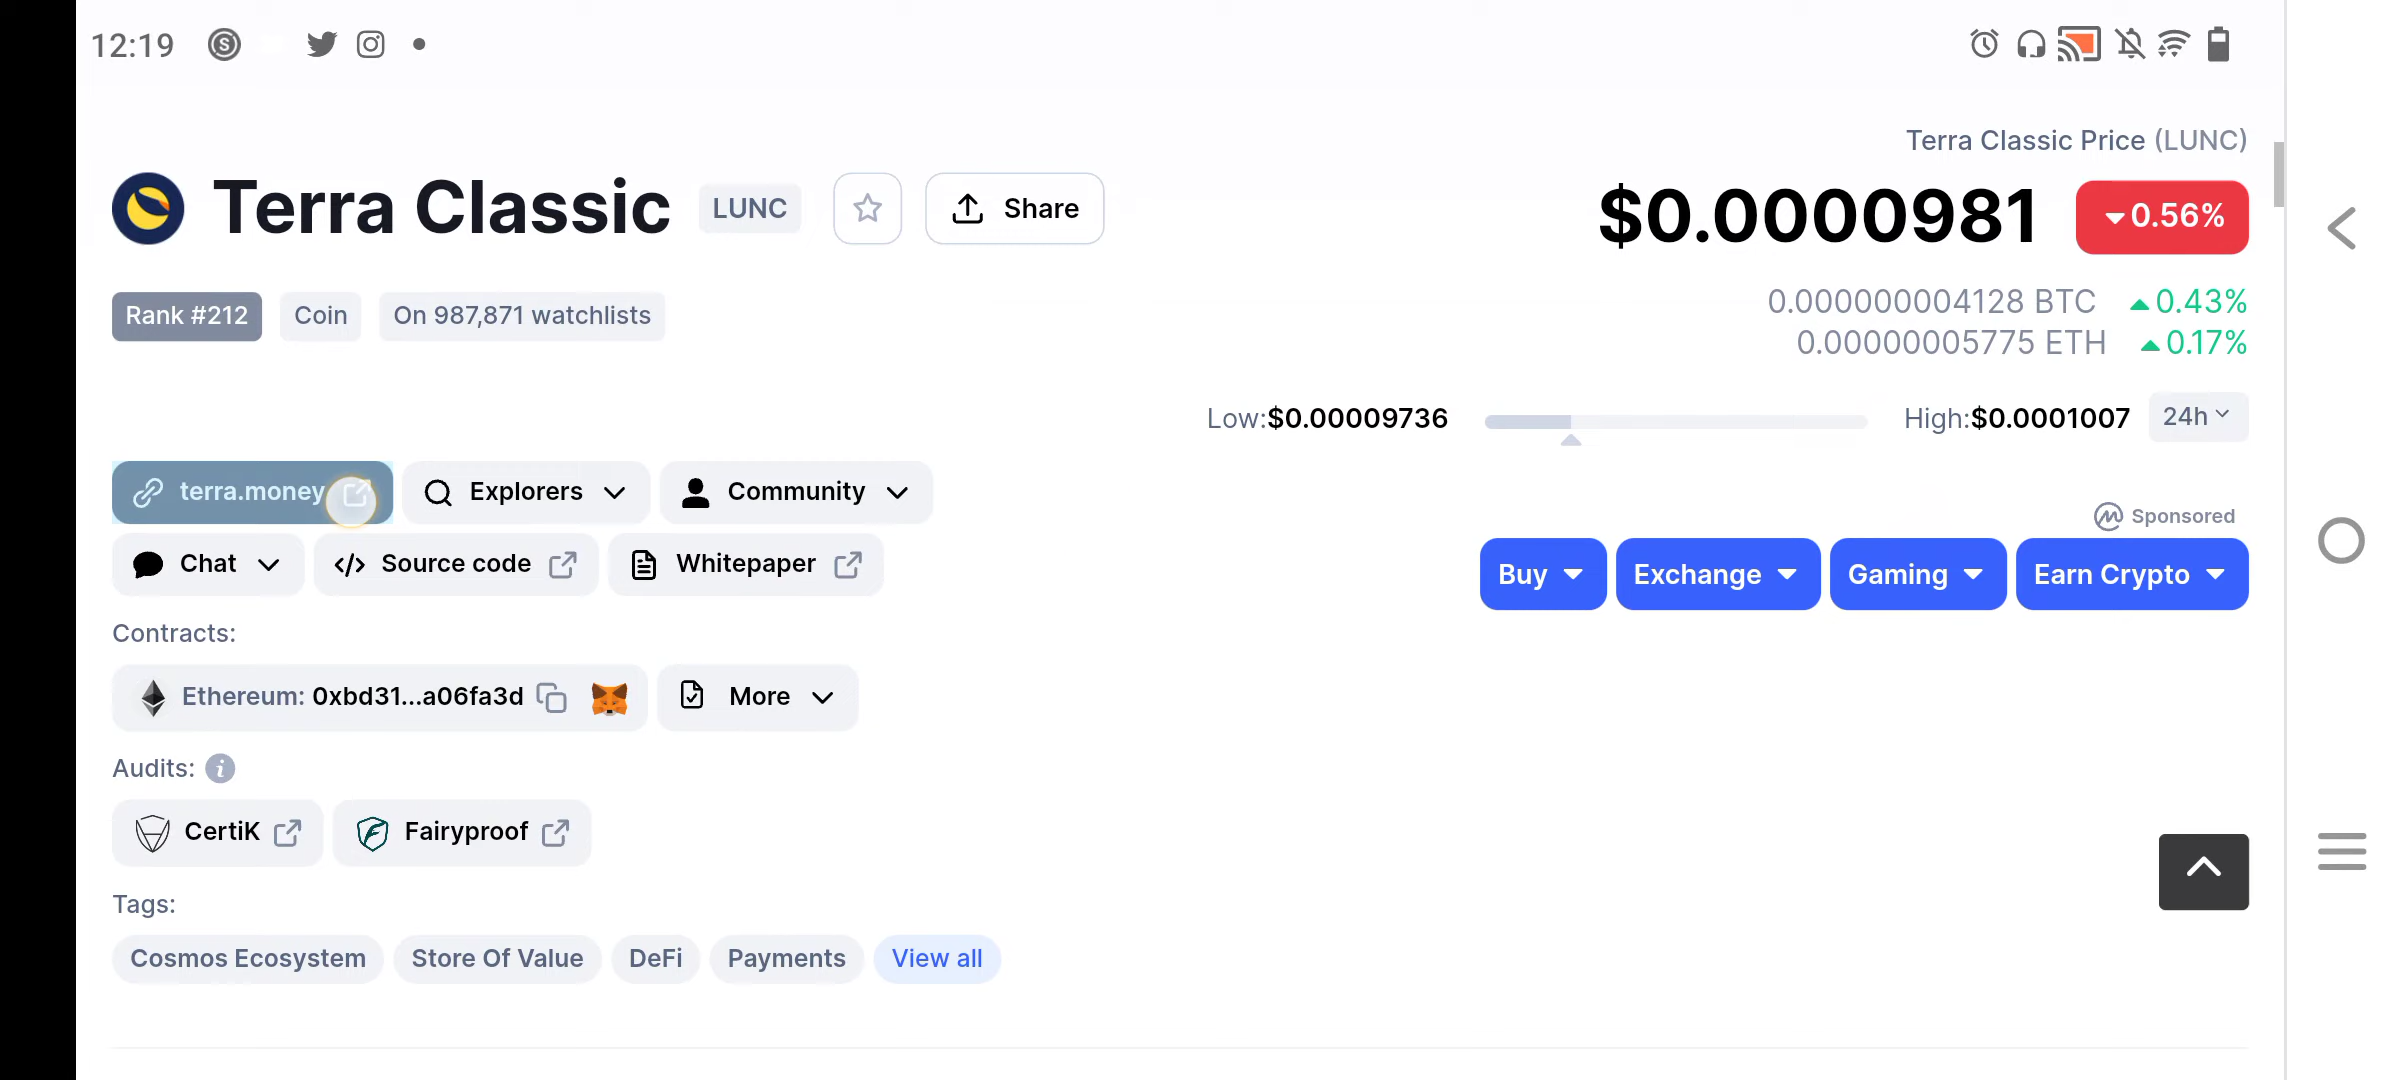 12:19
Terra Classic LUNC Share
Terra Classic Price (LUNC)
$0.0000981 0.56%
Rank #212 Coin On 987,871 watchlists
0.000000004128 BTC 0.43%
0.00000005775 ETH 0.17%
Low:$0.00009736 High:$0.0001007 24h
terra.money Explorers Community
Sponsored
Chat Source code Whitepaper
Buy Exchange Gaming Earn Crypto
Contracts:
Ethereum: 0xbd31...a06fa3d More
Audits:
CertiK Fairyproof
Tags:
Cosmos Ecosystem Store Of Value DeFi Payments View all